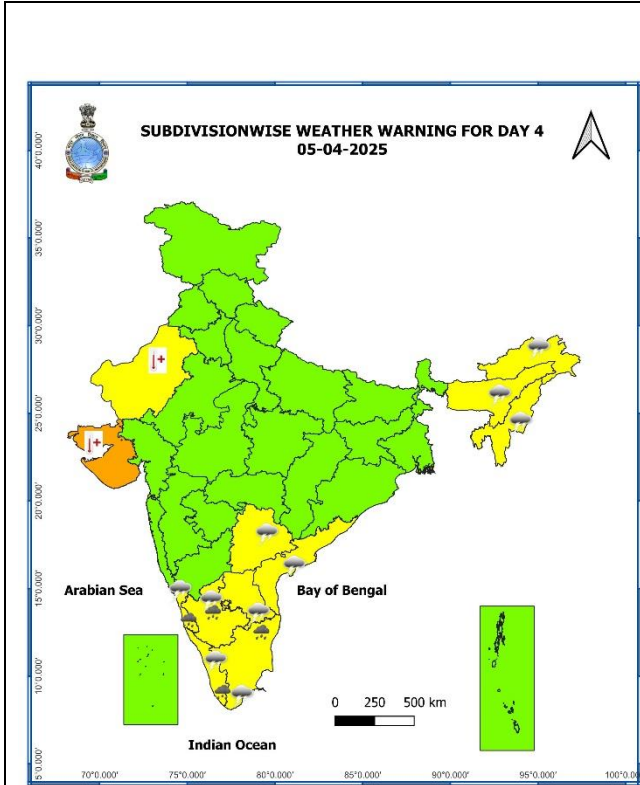 SUBDIVISIONWISE WEATHER WARNING FOR DAY 4
05-04-2025
40°0.000'
35°0.000'
30°0.000'
25°0.000'
20°0.000'
15°0.000'
10°0.000'
5°0.000'
Arabian Sea
Bay of Bengal
0 250 500 km
Indian Ocean
70°0.000' 75°0.000' 80°0.000' 85°0.000' 90°0.000' 95°0.000' 100°0.000'